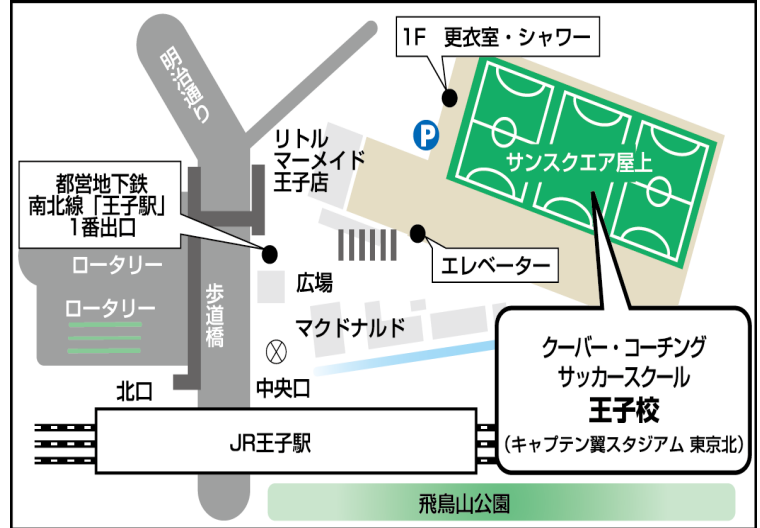 1F 更衣室・シャワー
明治通り
P
サンスクエア屋上
リトル
マーメイド
王子店
都営地下鉄
南北線「王子駅」
1番出口
エレベーター
ロータリー
広場
ロータリー
歩道橋
マクドナルド
クーバー・コーチング
サッカースクール
王子校
(キャプテン翼スタジアム 東京北)
北口
中央口
JR王子駅
飛鳥山公園